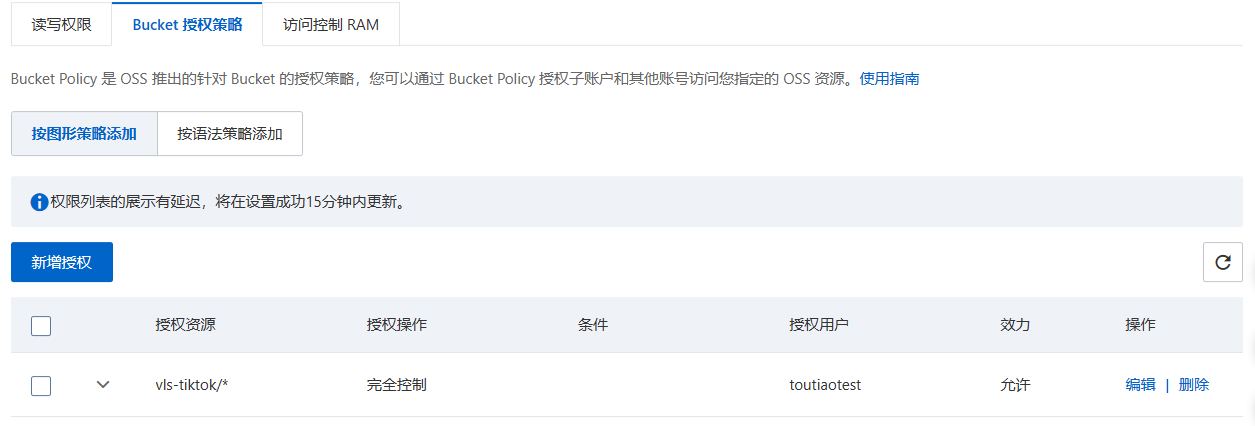 读写权限 Bucket 授权策略 访问控制 RAM
Bucket Policy 是 OSS 推出的针对 Bucket 的授权策略，您可以通过 Bucket Policy 授权子账户和其他账号访问您指定的 OSS 资源。使用指南
按图形策略添加 按语法策略添加
权限列表的展示有延迟，将在设置成功15分钟内更新。
新增授权
授权资源 授权操作 条件 授权用户 效力 操作
vls-tiktok/* 完全控制 toutiaotest 允许 编辑 | 删除